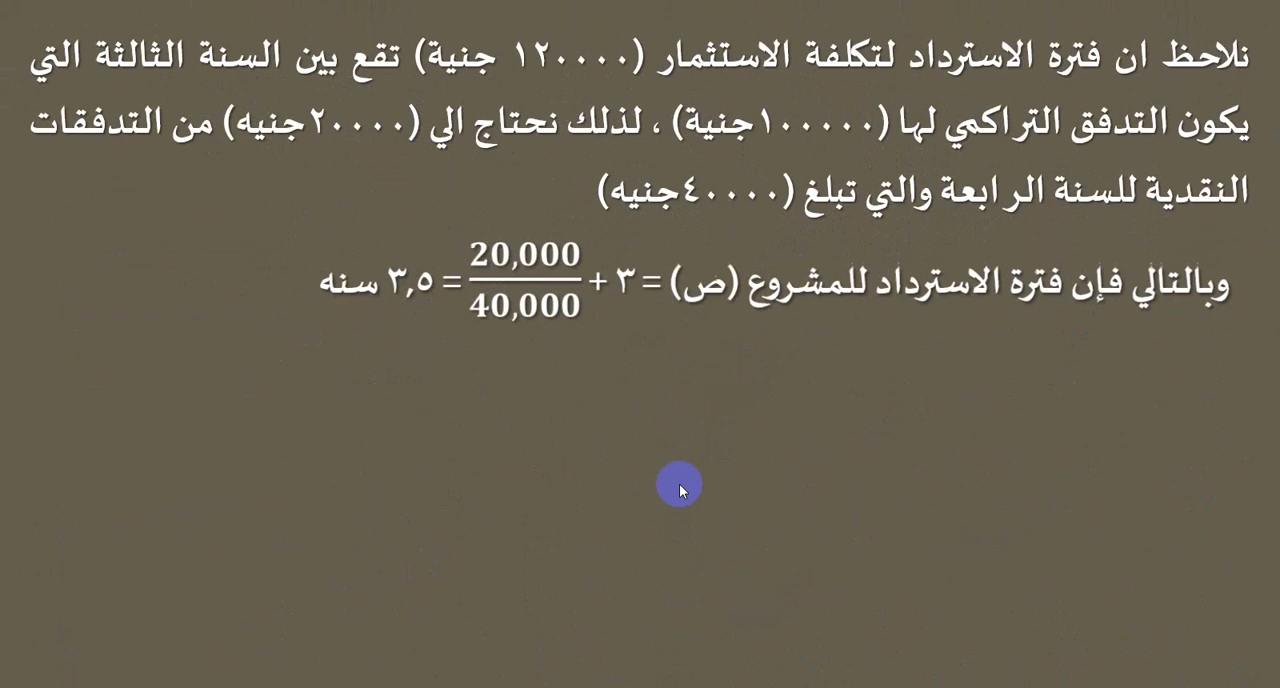 نلاحظ ان فترة الاسترداد لتكلفة الاستثمار (١٢٠٠٠٠ جنية) تقع بين السنة الثالثة التي
يكون التدفق التراكمي لها (١٠٠٠٠٠جنية) ، لذلك نحتاج الي (٢٠٠٠٠جنيه) من التدفقات
النقدية للسنة الرابعة والتي تبلغ (٤٠٠٠٠جنيه)
وبالتالي فإن فترة الاسترداد للمشروع (ص) = ٣ + 20,000/40,000 = ٣,٥ سنه